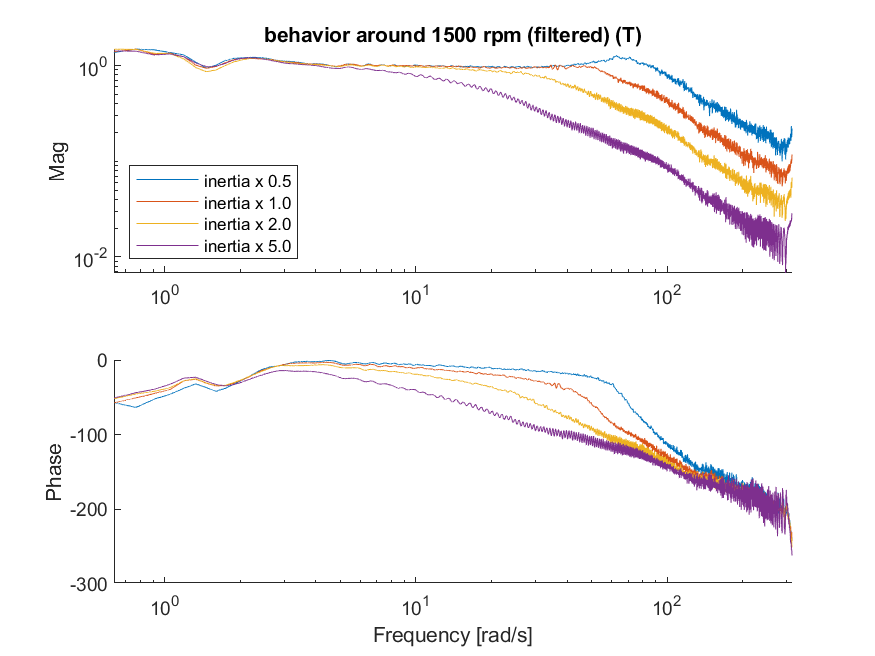 behavior around 1500 rpm (filtered) (T)
10^0
Mag
inertia x 0.5
inertia x 1.0
inertia x 2.0
inertia x 5.0
10^-2
10^0 10^1 10^2
0
-100
Phase
-200
-300
10^0 10^1 10^2
Frequency [rad/s]